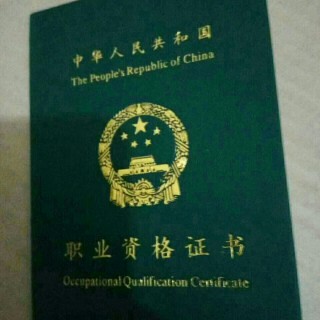 中华人民共和国
The People's Republic of China
职业资格证书
Occupational Qualification Certificate